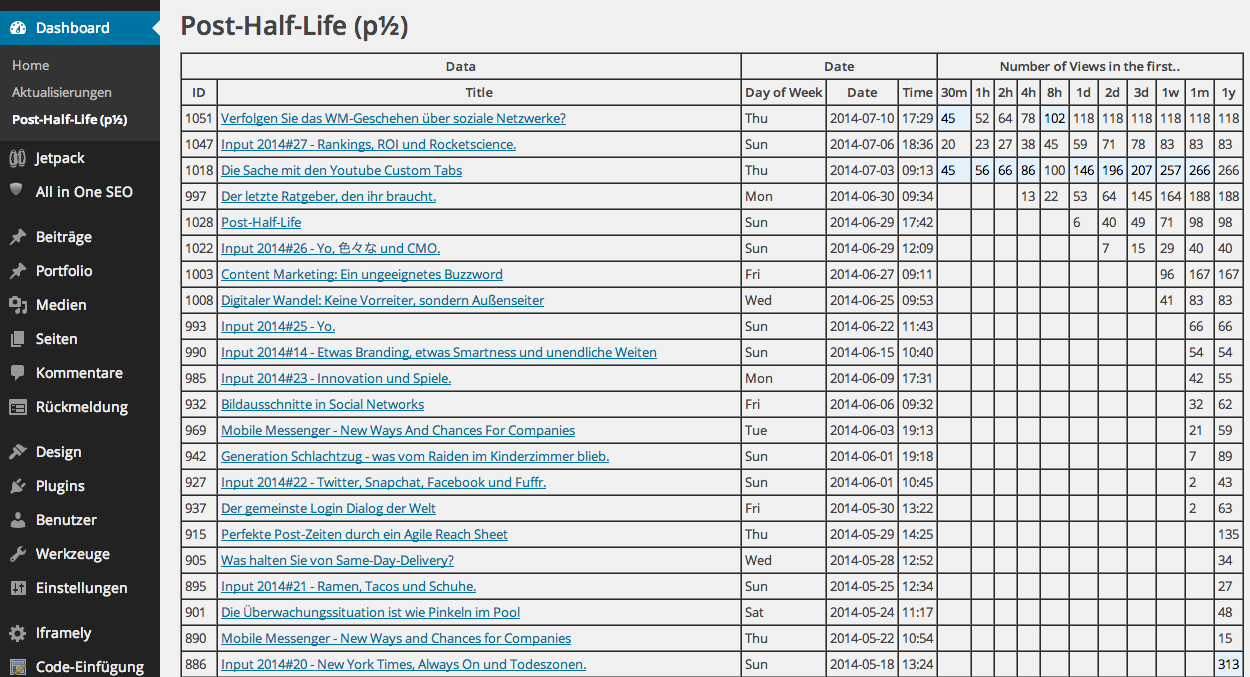 Dashboard
Home
Aktualisierungen
Post-Half-Life (p½)
Jetpack
All in One SEO
Beiträge
Portfolio
Medien
Seiten
Kommentare
Rückmeldung
Design
Plugins
Benutzer
Werkzeuge
Einstellungen
Iframely
Code-Einfügung
Post-Half-Life (p½)
Data Date Number of Views in the first..
ID Title Day of Week Date Time 30m 1h 2h 4h 8h 1d 2d 3d 1w 1m 1y
1051 Verfolgen Sie das WM-Geschehen über soziale Netzwerke? Thu 2014-07-10 17:29 45 52 64 78 102 118 118 118 118 118 118
1047 Input 2014#27 - Rankings, ROI und Rocketscience. Sun 2014-07-06 18:36 20 23 27 38 45 59 71 78 83 83 83
1018 Die Sache mit den Youtube Custom Tabs Thu 2014-07-03 09:13 45 56 66 86 100 146 196 207 257 266 266
997 Der letzte Ratgeber, den ihr braucht. Mon 2014-06-30 09:34 13 22 53 64 145 164 188 188
1028 Post-Half-Life Sun 2014-06-29 17:42 6 40 49 71 98 98
1022 Input 2014#26 - Yo, 色々な und CMO. Sun 2014-06-29 12:09 7 15 29 40 40
1003 Content Marketing: Ein ungeeignetes Buzzword Fri 2014-06-27 09:11 96 167 167
1008 Digitaler Wandel: Keine Vorreiter, sondern Außenseiter Wed 2014-06-25 09:53 41 83 83
993 Input 2014#25 - Yo. Sun 2014-06-22 11:43 66 66
990 Input 2014#14 - Etwas Branding, etwas Smartness und unendliche Weiten Sun 2014-06-15 10:40 54 54
985 Input 2014#23 - Innovation und Spiele. Mon 2014-06-09 17:31 42 55
932 Bildausschnitte in Social Networks Fri 2014-06-06 09:32 32 62
969 Mobile Messenger - New Ways And Chances For Companies Tue 2014-06-03 19:13 21 59
942 Generation Schlachtzug - was vom Raiden im Kinderzimmer blieb. Sun 2014-06-01 19:18 7 89
927 Input 2014#22 - Twitter, Snapchat, Facebook und Fuffr. Sun 2014-06-01 10:45 2 43
937 Der gemeinste Login Dialog der Welt Fri 2014-05-30 13:22 2 63
915 Perfekte Post-Zeiten durch ein Agile Reach Sheet Thu 2014-05-29 14:25 135
905 Was halten Sie von Same-Day-Delivery? Wed 2014-05-28 12:52 34
895 Input 2014#21 - Ramen, Tacos und Schuhe. Sun 2014-05-25 12:34 27
901 Die Überwachungssituation ist wie Pinkeln im Pool Sat 2014-05-24 11:17 48
890 Mobile Messenger - New Ways and Chances for Companies Thu 2014-05-22 10:54 15
886 Input 2014#20 - New York Times, Always On und Todeszonen. Sun 2014-05-18 13:24 313